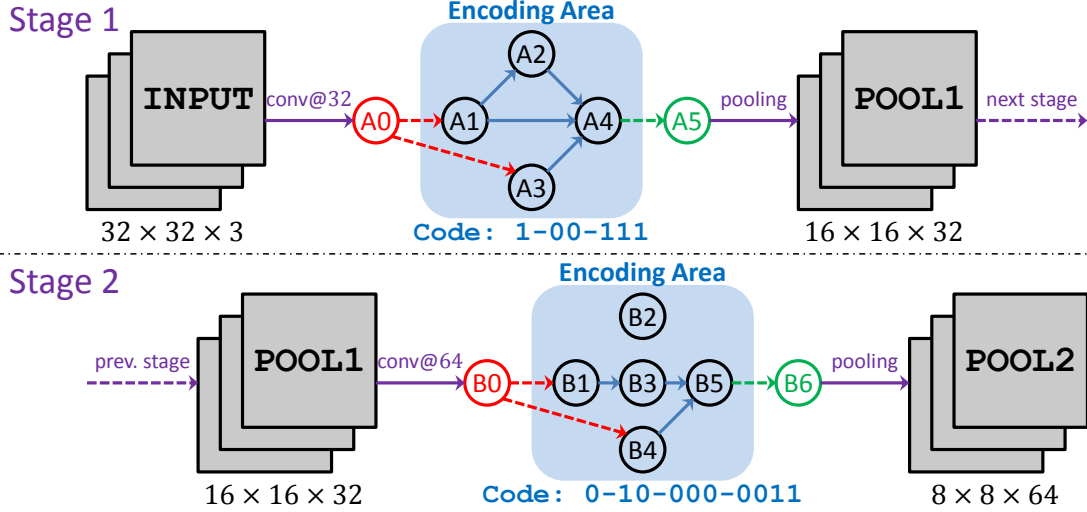 Stage 1
Encoding Area
INPUT
conv@32
A0
A1
A2
A3
A4
A5
pooling
POOL1
next stage
32 × 32 × 3
Code: 1-00-111
16 × 16 × 32
Stage 2
Encoding Area
prev. stage
POOL1
conv@64
B0
B1
B2
B3
B4
B5
B6
pooling
POOL2
16 × 16 × 32
Code: 0-10-000-0011
8 × 8 × 64